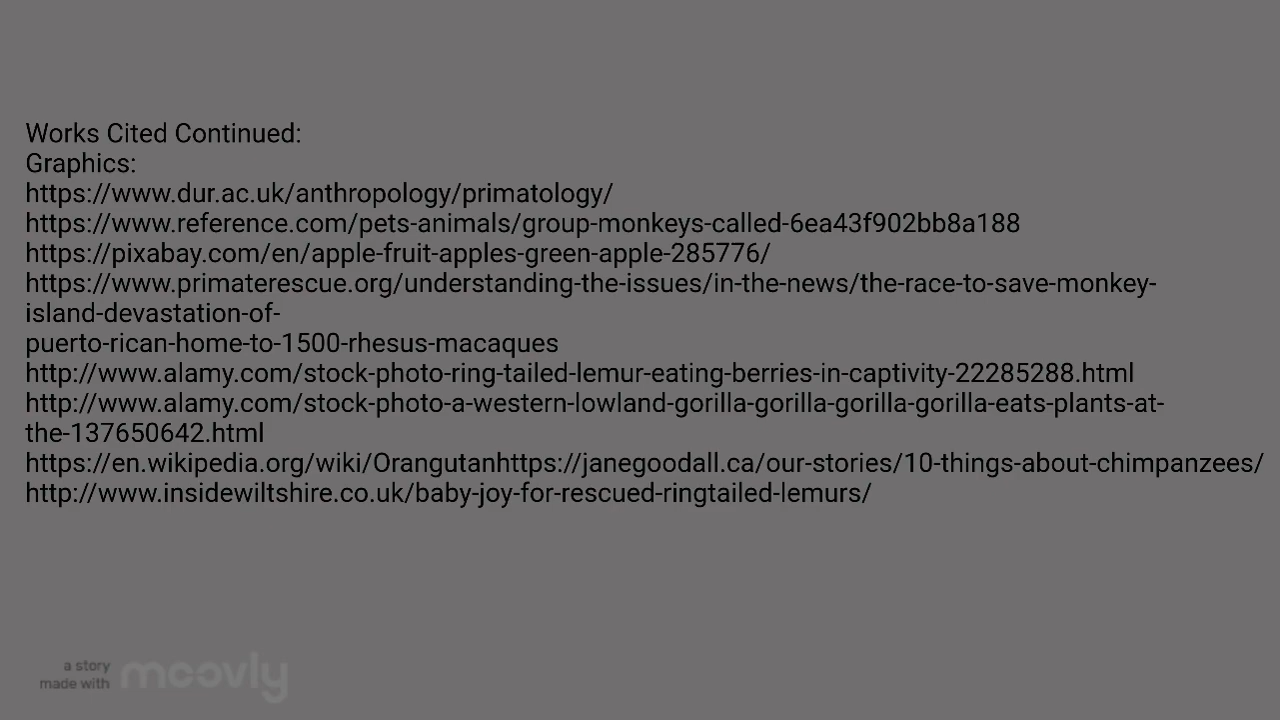 Works Cited Continued:
Graphics:
https://www.dur.ac.uk/anthropology/primatology/
https://www.reference.com/pets-animals/group-monkeys-called-6ea43f902bb8a188
https://pixabay.com/en/apple-fruit-apples-green-apple-285776/
https://www.primaterescue.org/understanding-the-issues/in-the-news/the-race-to-save-monkey-
island-devastation-of-
puerto-rican-home-to-1500-rhesus-macaques
http://www.alamy.com/stock-photo-ring-tailed-lemur-eating-berries-in-captivity-22285288.html
http://www.alamy.com/stock-photo-a-western-lowland-gorilla-gorilla-gorilla-gorilla-eats-plants-at-
the-137650642.html
https://en.wikipedia.org/wiki/Orangutanhttps://janegoodall.ca/our-stories/10-things-about-chimpanzees/
http://www.insidewiltshire.co.uk/baby-joy-for-rescued-ringtailed-lemurs/
a story
made with moovly